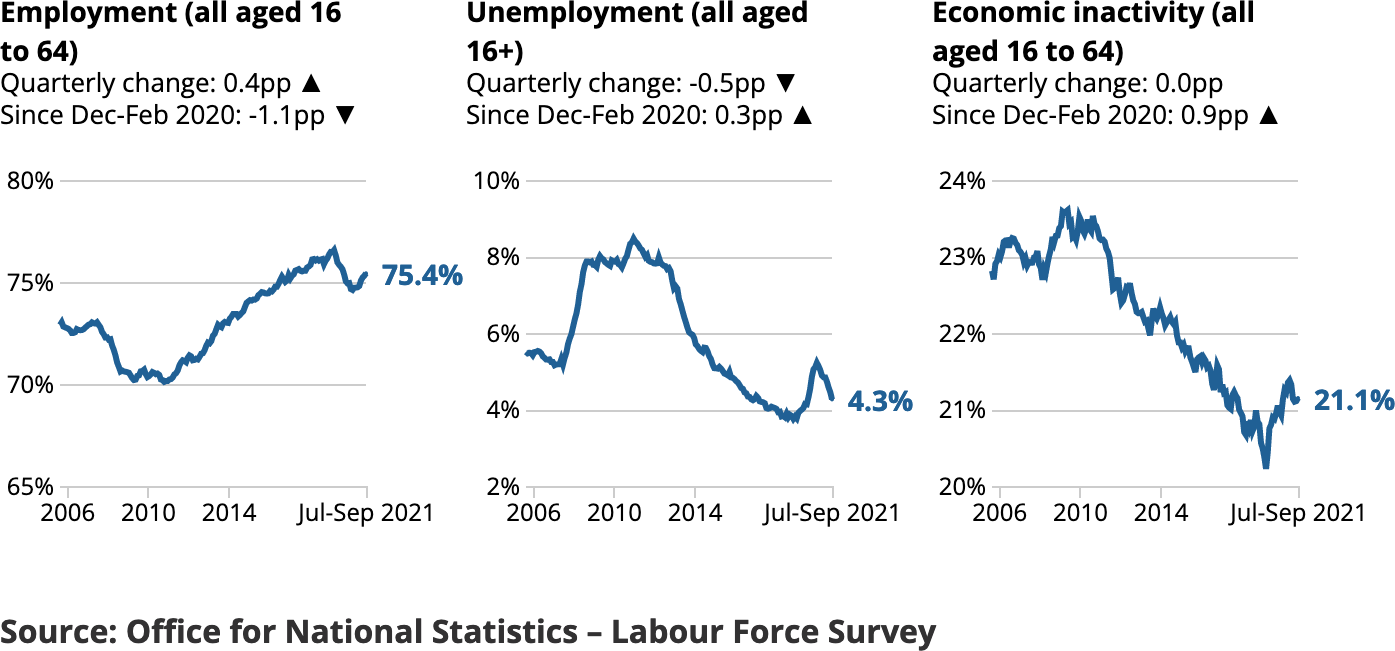 Employment (all aged 16
to 64)
Quarterly change: 0.4pp ▲
Since Dec-Feb 2020: -1.1pp ▼
80%
75%
70%
65%
75.4%
2006 2010 2014 Jul-Sep 2021
Unemployment (all aged
16+)
Quarterly change: -0.5pp ▼
Since Dec-Feb 2020: 0.3pp ▲
10%
8%
6%
4%
2%
4.3%
2006 2010 2014 Jul-Sep 2021
Economic inactivity (all
aged 16 to 64)
Quarterly change: 0.0pp
Since Dec-Feb 2020: 0.9pp ▲
24%
23%
22%
21%
20%
21.1%
2006 2010 2014 Jul-Sep 2021
Source: Office for National Statistics – Labour Force Survey